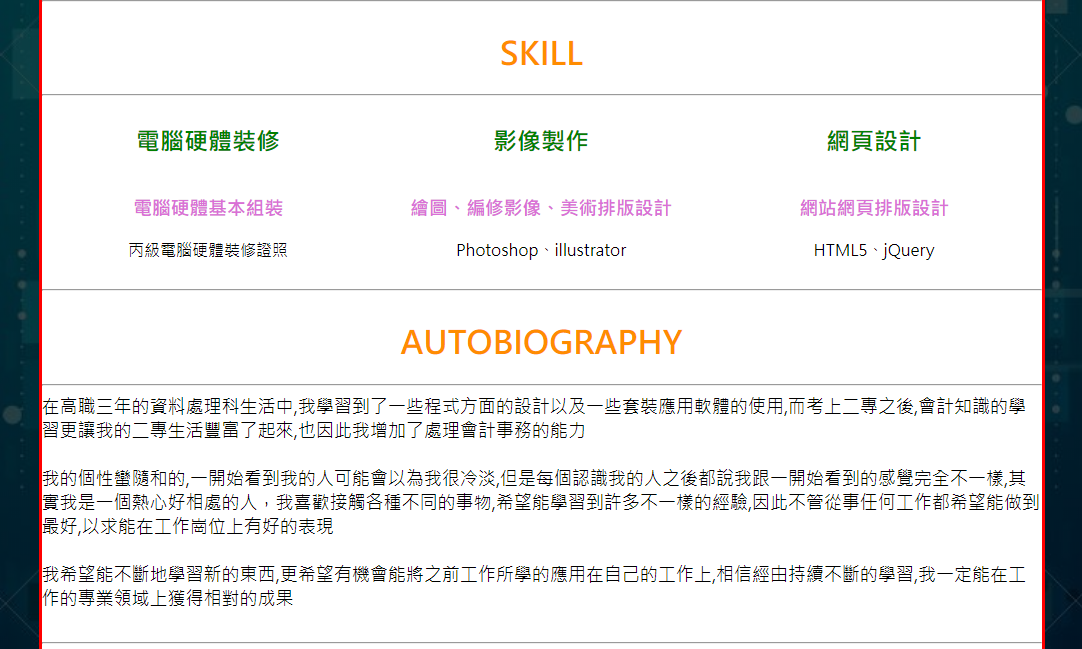 SKILL
電腦硬體裝修 影像製作 網頁設計
電腦硬體基本組裝 繪圖、編修影像、美術排版設計 網站網頁排版設計
丙級電腦硬體裝修證照 Photoshop、illustrator HTML5、jQuery
AUTOBIOGRAPHY
在高職三年的資料處理科生活中,我學習到了一些程式方面的設計以及一些套裝應用軟體的使用,而考上二專之後,會計知識的學
習更讓我的二專生活豐富了起來,也因此我增加了處理會計事務的能力
我的個性蠻隨和的,一開始看到我的人可能會以為我很冷淡,但是每個認識我的人之後都說我跟一開始看到的感覺完全不一樣,其
實我是一個熱心好相處的人，我喜歡接觸各種不同的事物,希望能學習到許多不一樣的經驗,因此不管從事任何工作都希望能做到
最好,以求能在工作崗位上有好的表現
我希望能不斷地學習新的東西,更希望有機會能將之前工作所學的應用在自己的工作上,相信經由持續不斷的學習,我一定能在工
作的專業領域上獲得相對的成果